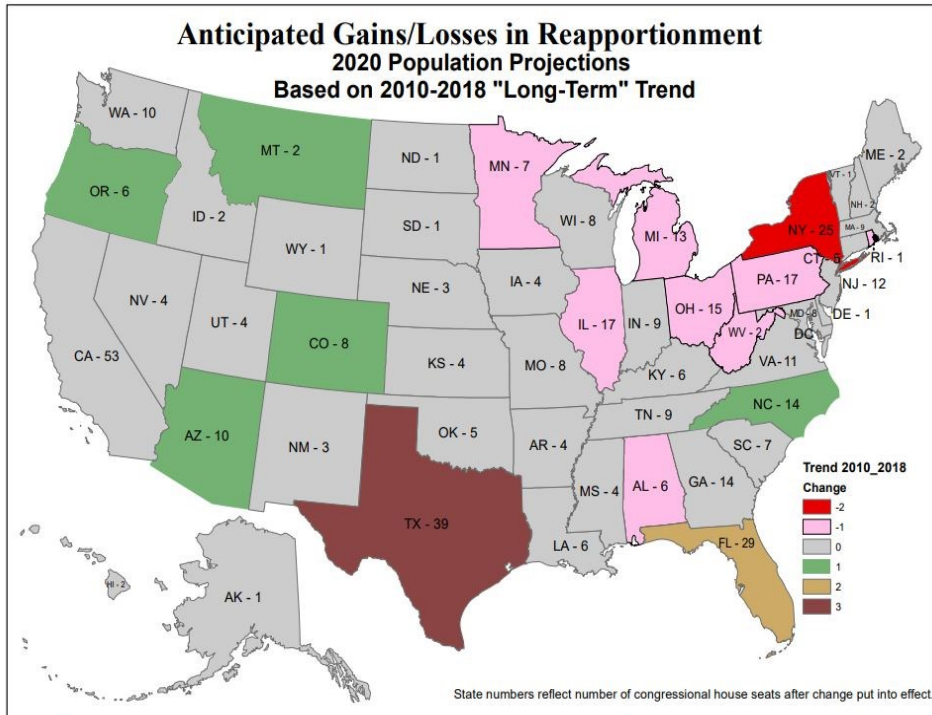 Anticipated Gains/Losses in Reapportionment
2020 Population Projections
Based on 2010-2018 "Long-Term" Trend
WA - 10
MT - 2
ND - 1
MN - 7
ME - 2
VT - 1
NH - 2
OR - 6
ID - 2
SD - 1
WI - 8
MI - 13
NY - 25
MA - 9
WY - 1
CT - 5
RI - 1
NV - 4
NE - 3
IA - 4
PA - 17
NJ - 12
UT - 4
IL - 17
IN - 9
OH - 15
MD - 8
DE - 1
CA - 53
CO - 8
KS - 4
MO - 8
WV - 2
DC
KY - 6
VA - 11
AZ - 10
NM - 3
OK - 5
AR - 4
TN - 9
NC - 14
SC - 7
TX - 39
MS - 4
AL - 6
GA - 14
LA - 6
FL - 29
HI - 2
AK - 1
Trend 2010_2018
Change
-2
-1
0
1
2
3
State numbers reflect number of congressional house seats after change put into effect.